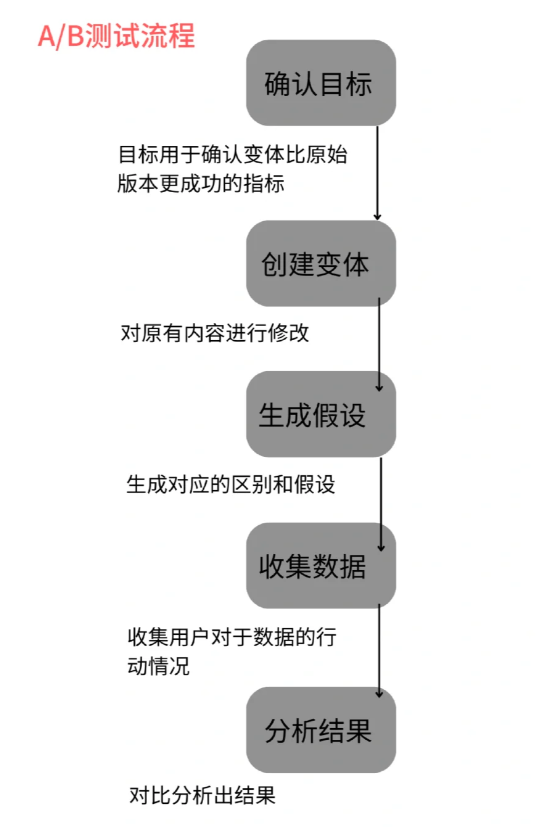 A/B测试流程
确认目标
目标用于确认变体比原始
版本更成功的指标
创建变体
对原有内容进行修改
生成假设
生成对应的区别和假设
收集数据
收集用户对于数据的行
动情况
分析结果
对比分析出结果